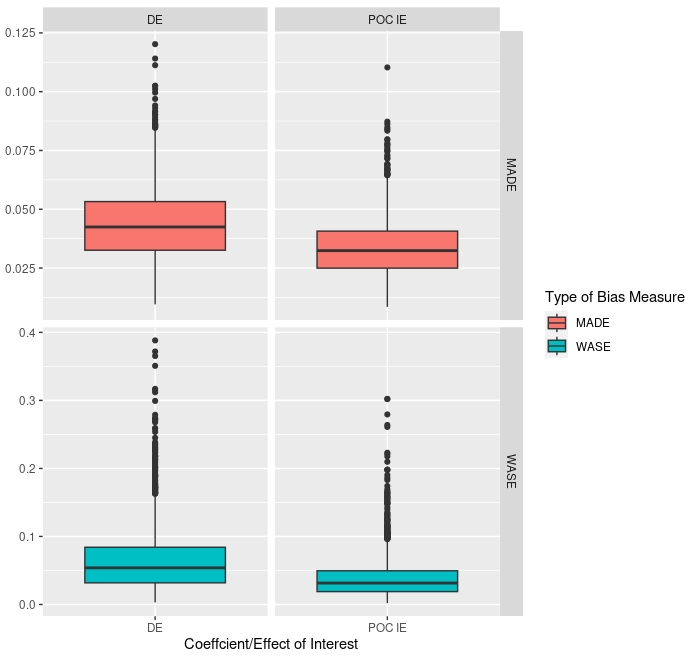 DE
POC IE
0.125
0.100
0.075
0.050
0.025
MADE
0.4
0.3
0.2
0.1
0.0
WASE
DE
POC IE
Coeffcient/Effect of Interest
Type of Bias Measure
MADE
WASE